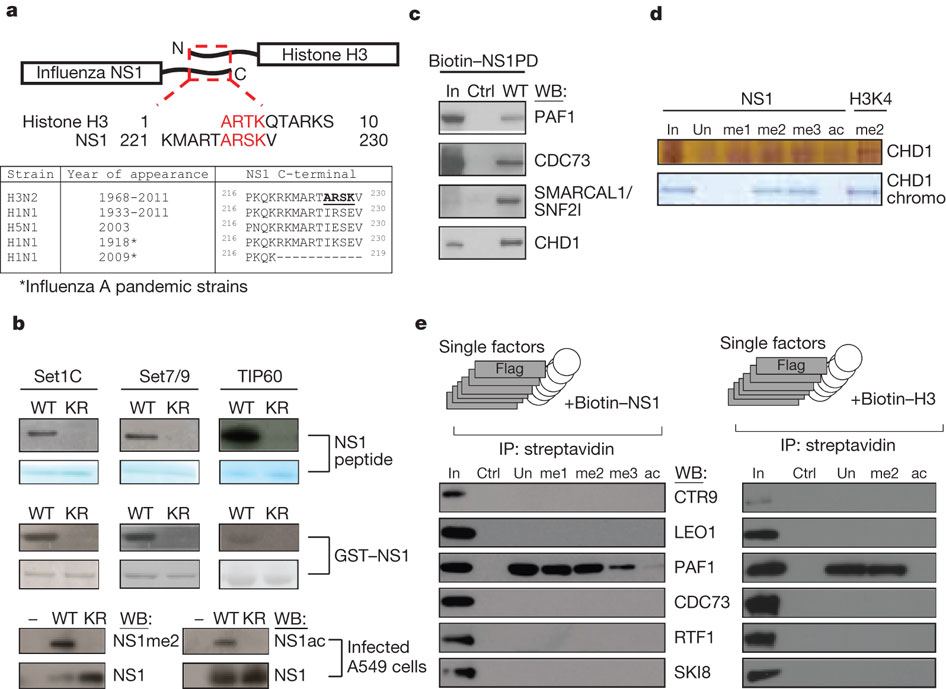 a
N
Histone H3
Influenza NS1
C
Histone H3 1 ARTKQTARKS 10
NS1 221 KMARTARSKV 230
Strain Year of appearance NS1 C-terminal
H3N2 1968-2011 216 PKQKRKMARTARSKV 230
H1N1 1933-2011 216 PKQKRKMARTIRSEV 230
H5N1 2003 216 PNQKRKMARTIESEV 230
H1N1 1918* 216 PKQKRKMARTIKSEV 230
H1N1 2009* 216 PKQK----------- 219
*Influenza A pandemic strains
b
Set1C Set7/9 TIP60
WT KR WT KR WT KR
NS1
peptide
WT KR WT KR WT KR
GST–NS1
– WT KR WB: – WT KR WB:
NS1me2 NS1ac
NS1 NS1
Infected
A549 cells
c
Biotin–NS1PD
In Ctrl WT WB:
PAF1
CDC73
SMARCAL1/
SNF2l
CHD1
d
NS1 H3K4
In Un me1 me2 me3 ac me2
CHD1
CHD1
chromo
e
Single factors
Flag
+Biotin–NS1
IP: streptavidin
In Ctrl Un me1 me2 me3 ac WB:
CTR9
LEO1
PAF1
CDC73
RTF1
SKI8
Single factors
Flag
+Biotin–H3
IP: streptavidin
In Ctrl Un me2 ac